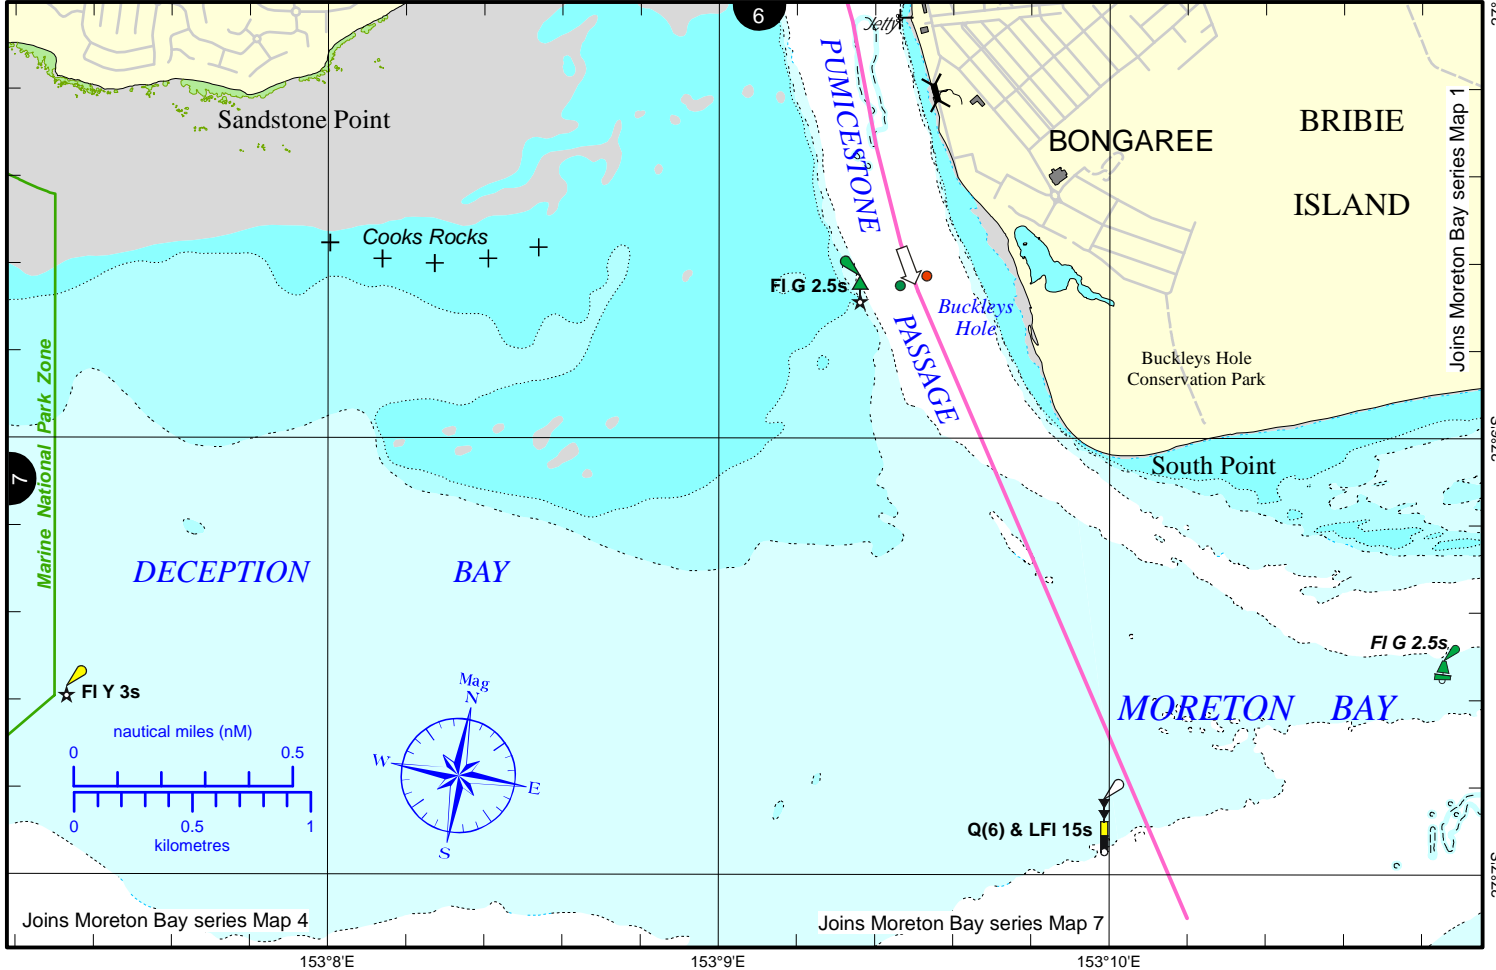 6
Jetty
PUMICESTONE
PASSAGE
Sandstone Point
BONGAREE
BRIBIE
ISLAND
Joins Moreton Bay series Map 1
Cooks Rocks
Fl G 2.5s
Buckleys
Hole
Buckleys Hole
Conservation Park
Marine National Park Zone
7
South Point
DECEPTION BAY
Fl G 2.5s
Fl Y 3s
MORETON BAY
Mag
N
W
E
S
nautical miles (nM)
0 0.5
0 0.5 1
kilometres
Q(6) & LFl 15s
Joins Moreton Bay series Map 4
Joins Moreton Bay series Map 7
153°8'E
153°9'E
153°10'E